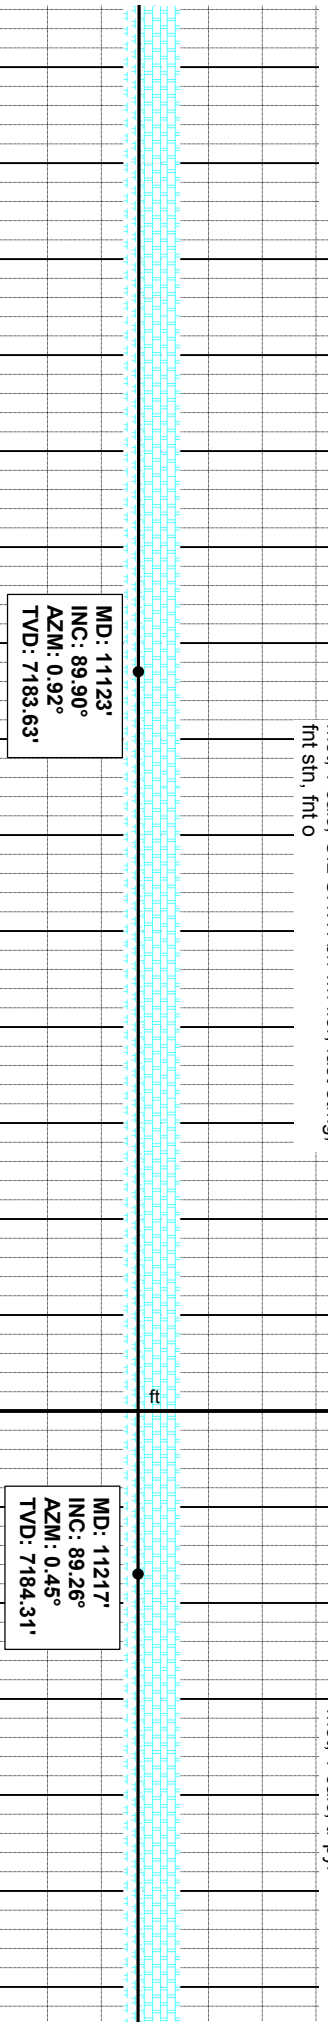 MD: 11123'
INC: 89.90°
AZM: 0.92°
TVD: 7183.63'
fnt stn, fnt o
ft
MD: 11217'
INC: 89.26°
AZM: 0.45°
TVD: 7184.31'